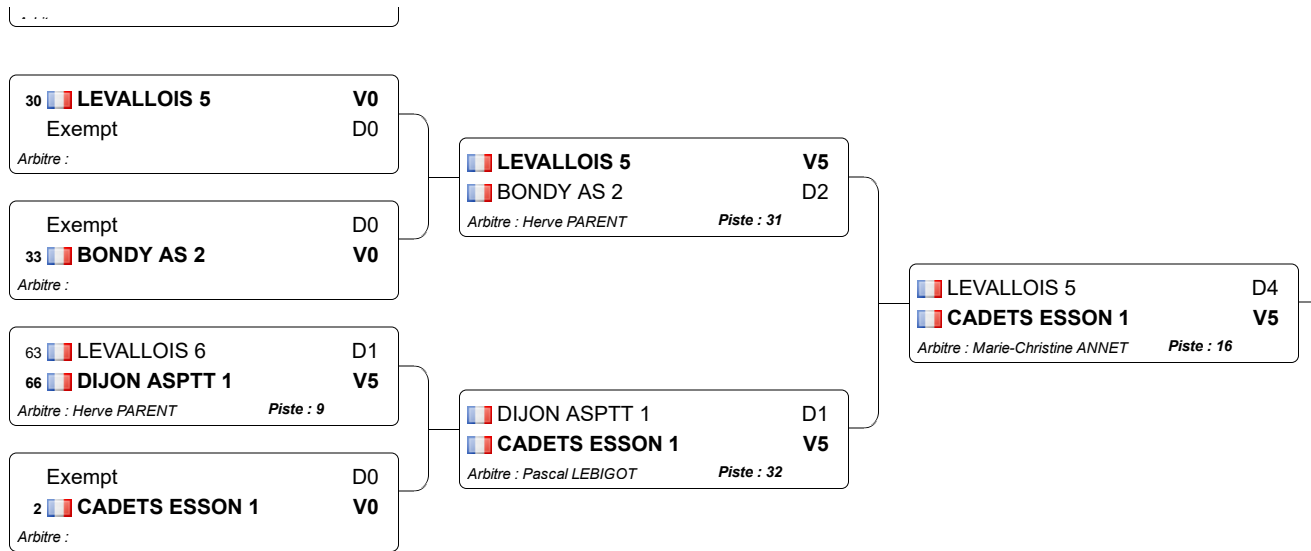 30 LEVALLOIS 5 V0
Exempt D0
Arbitre :
Exempt D0
33 BONDY AS 2 V0
Arbitre :
63 LEVALLOIS 6 D1
66 DIJON ASPTT 1 V5
Arbitre : Herve PARENT Piste : 9
Exempt D0
2 CADETS ESSON 1 V0
Arbitre :
LEVALLOIS 5 V5
BONDY AS 2 D2
Arbitre : Herve PARENT Piste : 31
DIJON ASPTT 1 D1
CADETS ESSON 1 V5
Arbitre : Pascal LEBIGOT Piste : 32
LEVALLOIS 5 D4
CADETS ESSON 1 V5
Arbitre : Marie-Christine ANNET Piste : 16